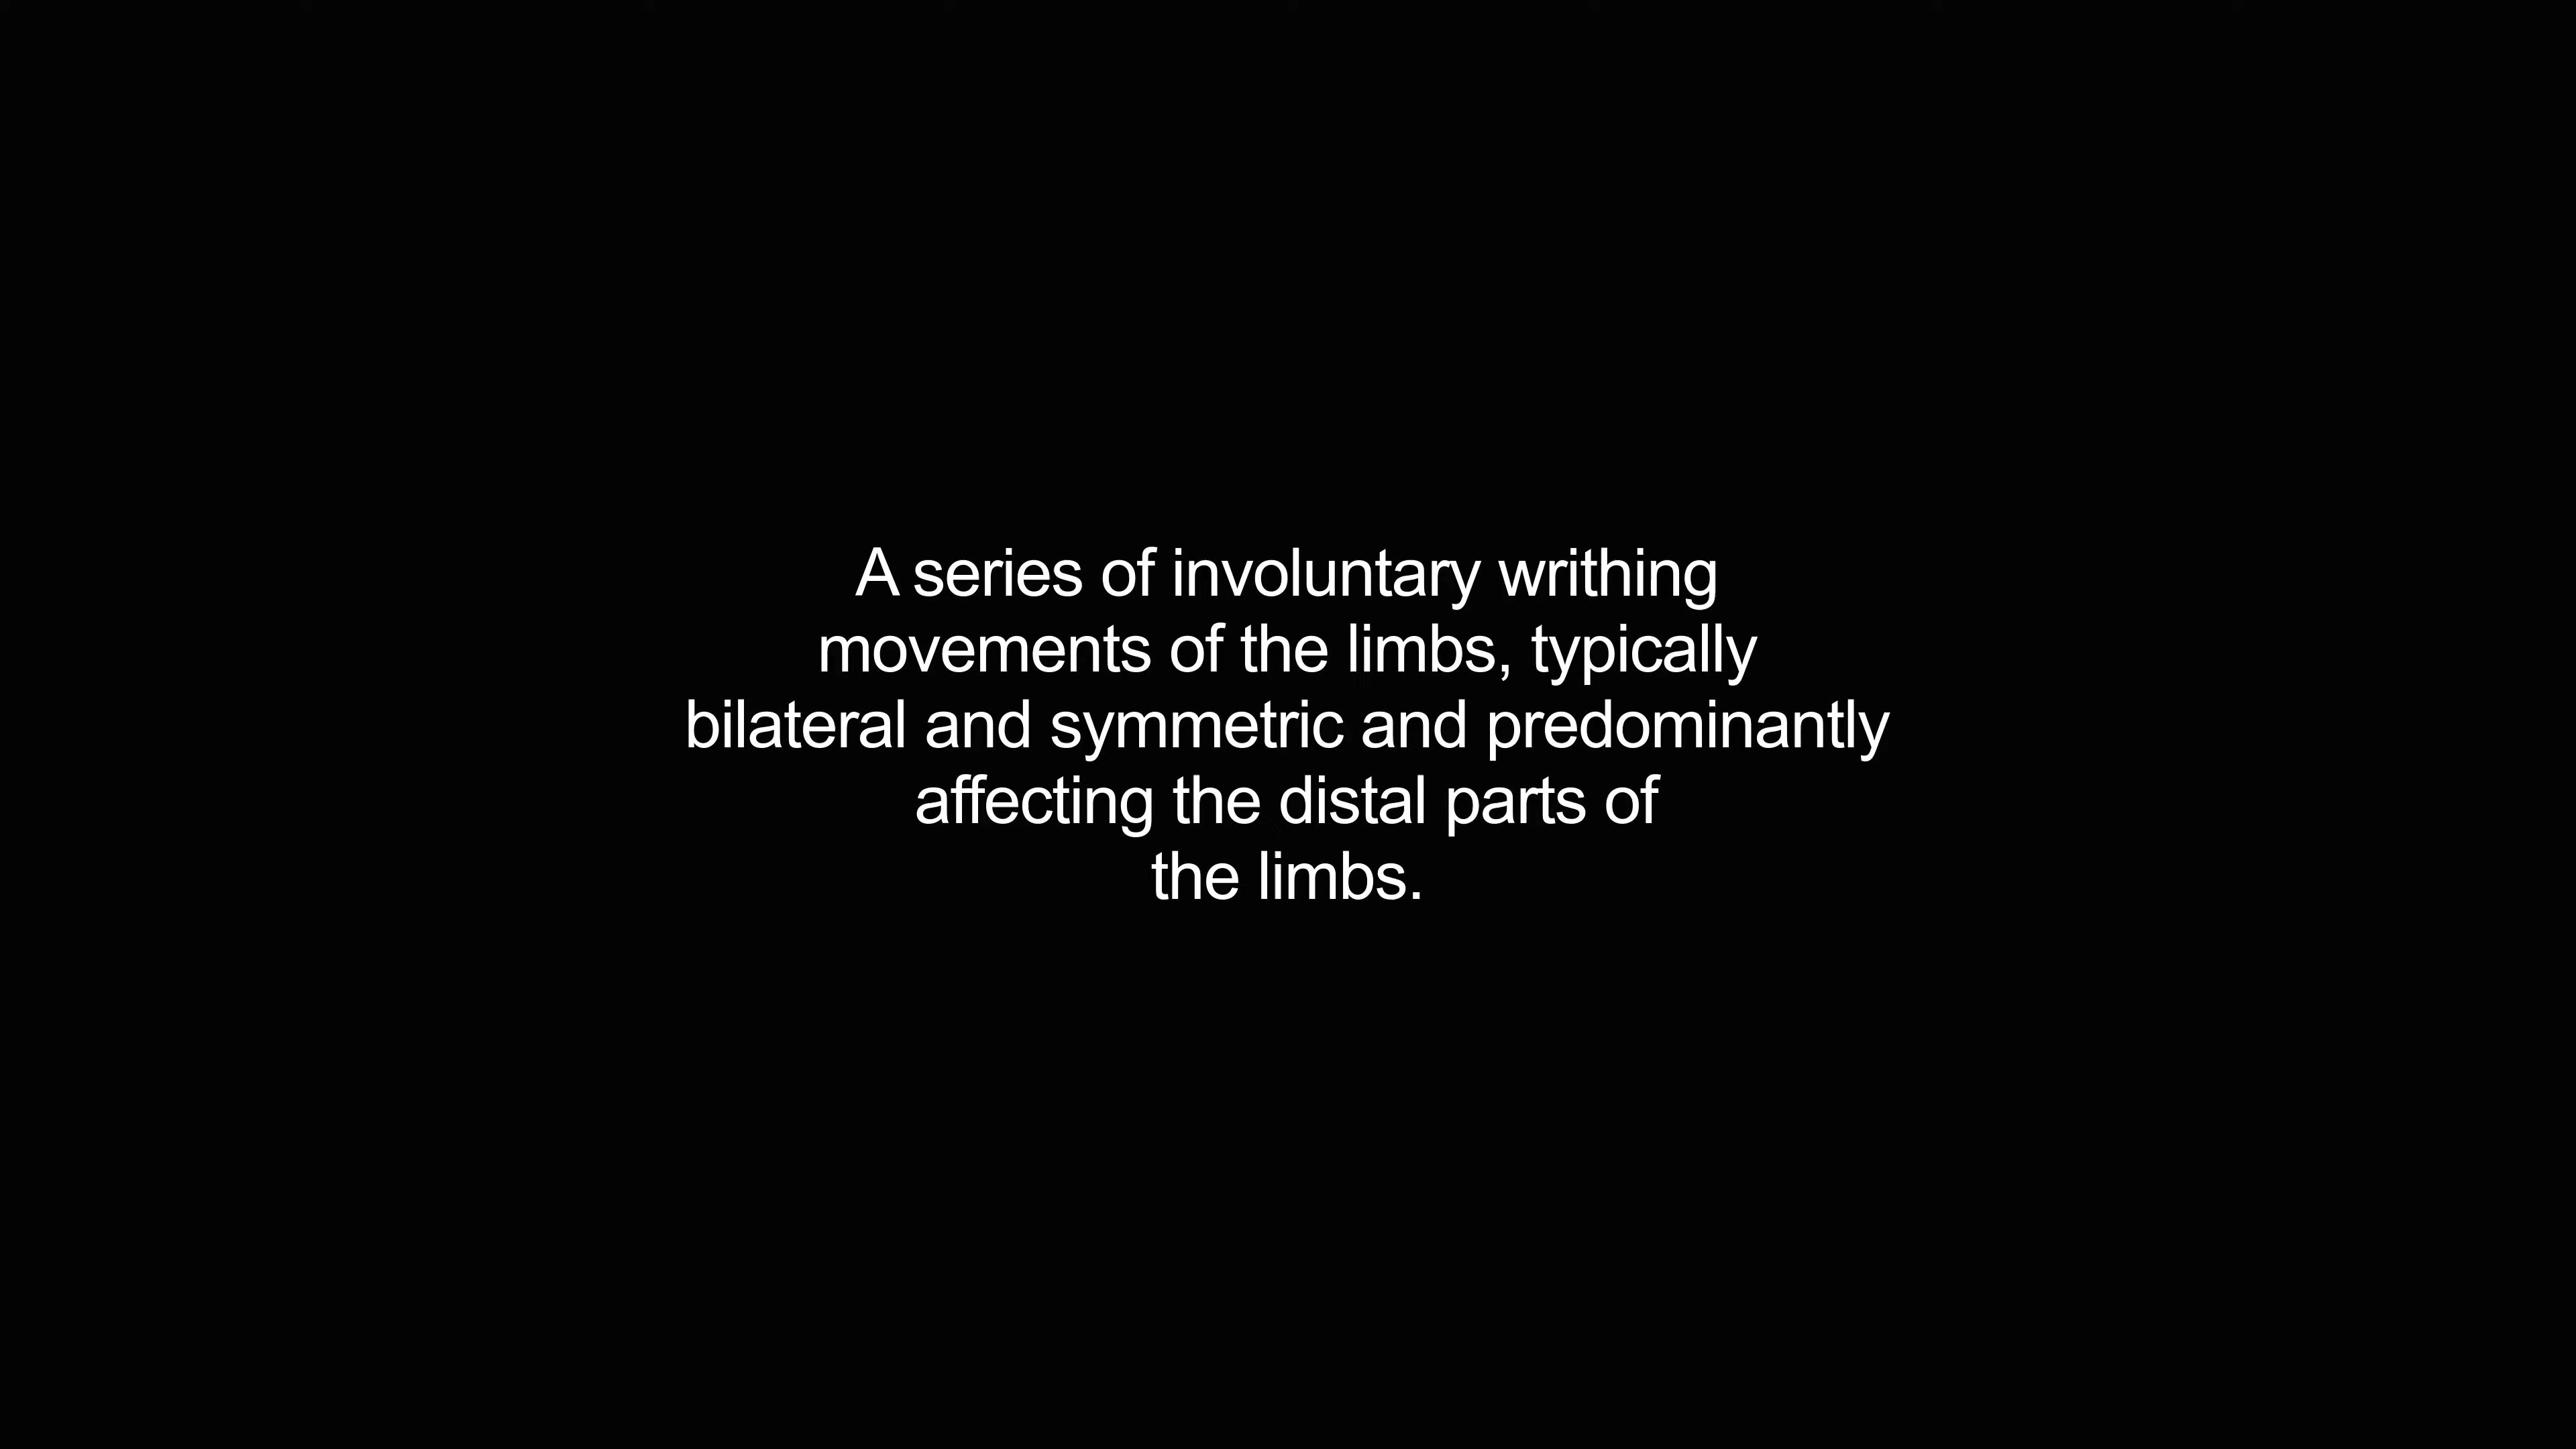 A series of involuntary writhing
movements of the limbs, typically
bilateral and symmetric and predominantly
affecting the distal parts of
the limbs.